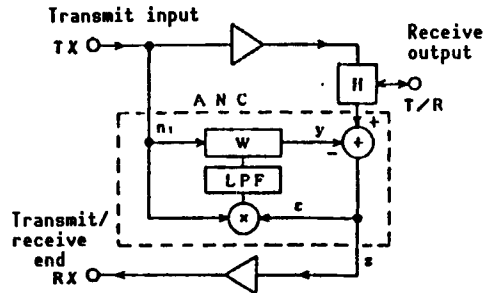 Transmit input
TX
Receive
output
H
T/R
A N C
+
n₁
W
y
−
+
LPF
×
ε
Transmit/
receive
end
z
RX